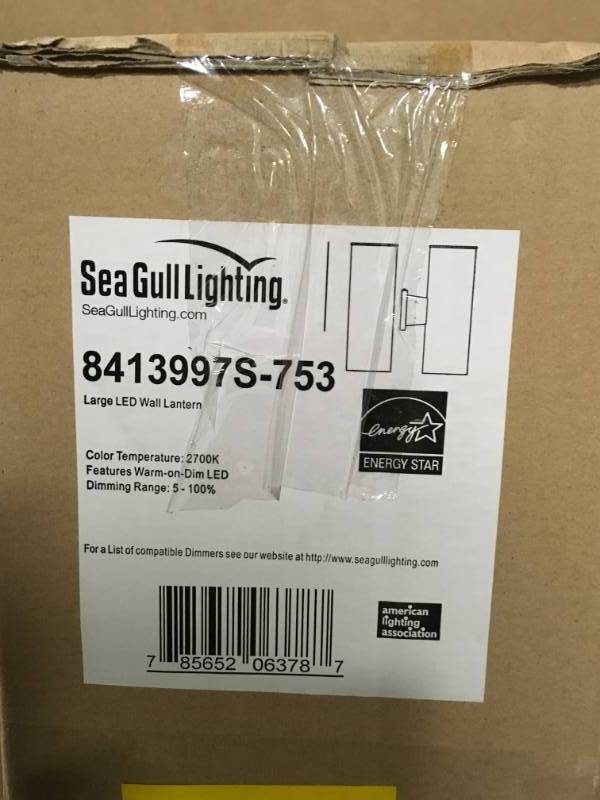 Sea Gull Lighting®
SeaGullLighting.com
8413997S-753
Large LED Wall Lantern
energy
ENERGY STAR
Color Temperature: 2700K
Features Warm-on-Dim LED
Dimming Range: 5 - 100%
For a List of compatible Dimmers see our website at http://www.seagulllighting.com
american
lighting
association
7 85652 06378 7